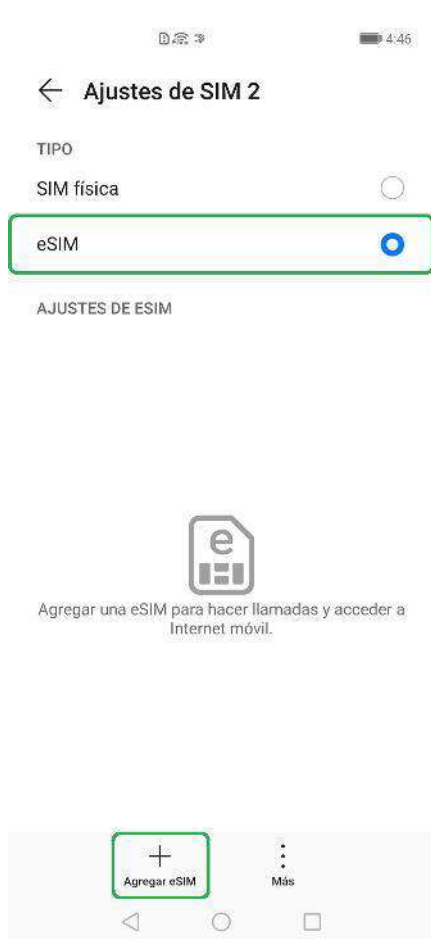 4:46
Ajustes de SIM 2
TIPO
SIM física
eSIM
AJUSTES DE ESIM
e
Agregar una eSIM para hacer llamadas y acceder a
Internet móvil.
Agregar eSIM
Más